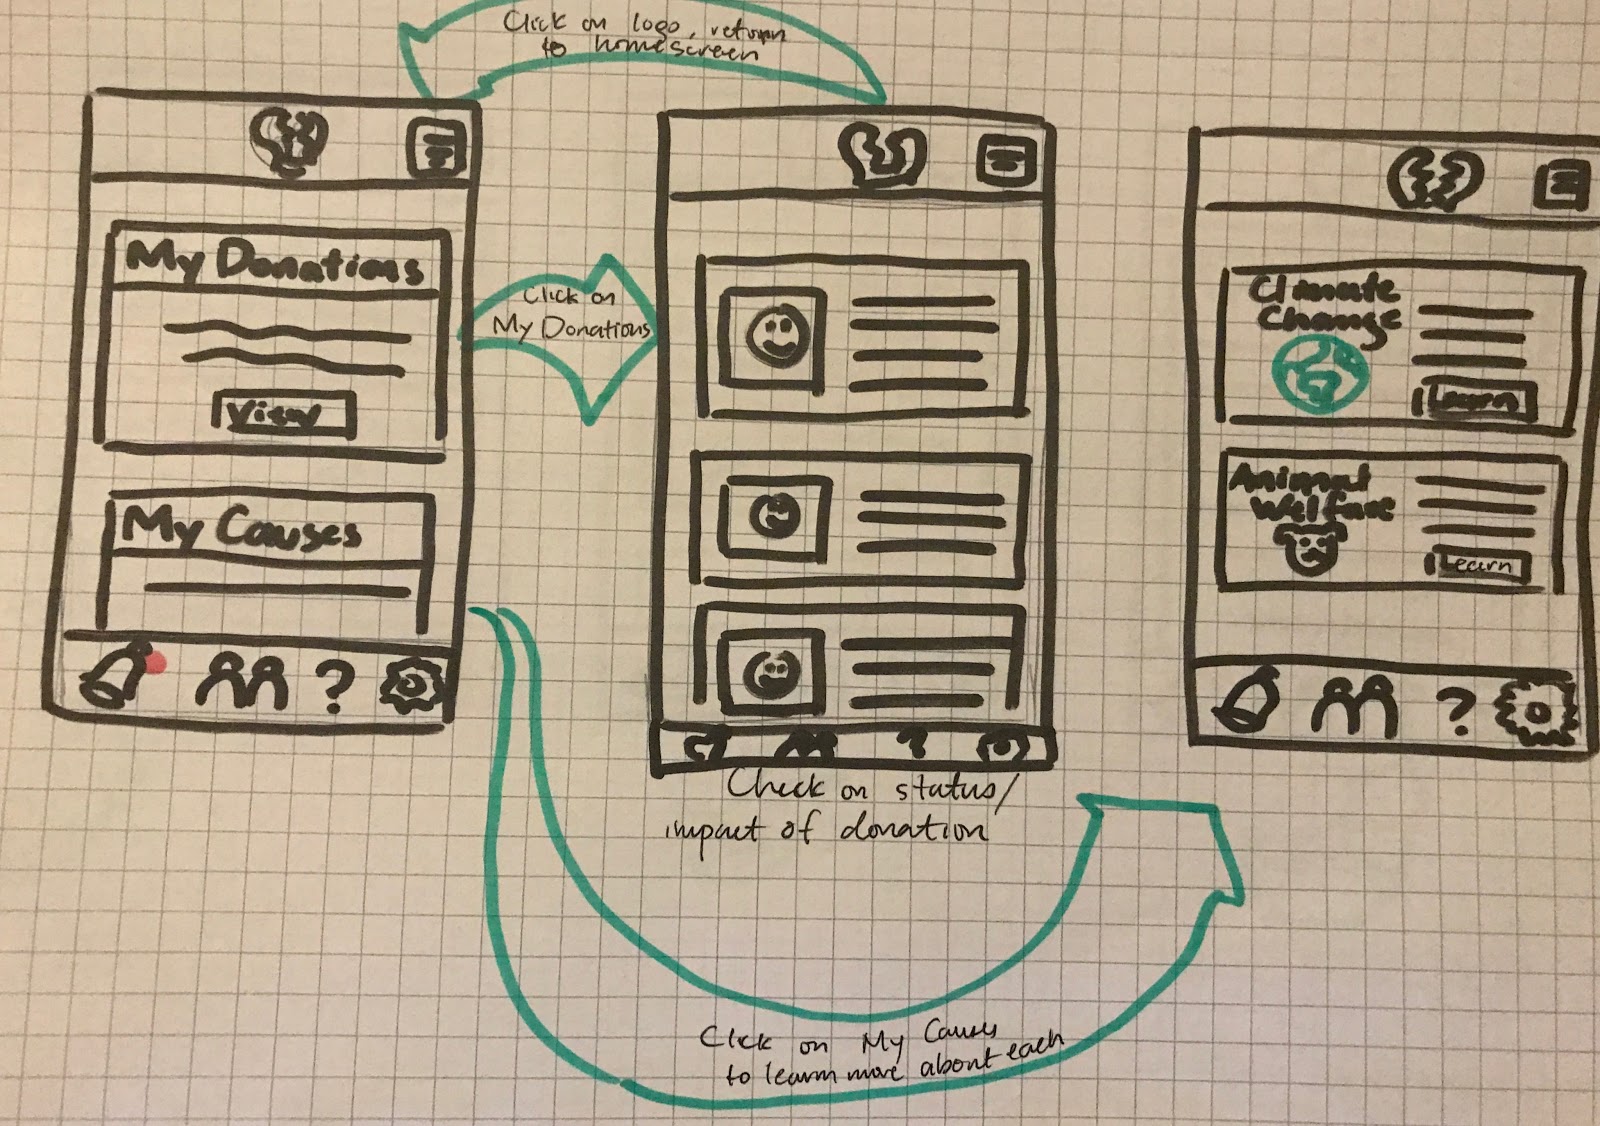 Click on logo, return
to homescreen
My Donations
View
My Causes
?
Click on
My Donations
?
Check on status/
impact of donation
Climate
Change
Learn
Animal
Welfare
Learn
?
Click on My Causes
to learn more about each